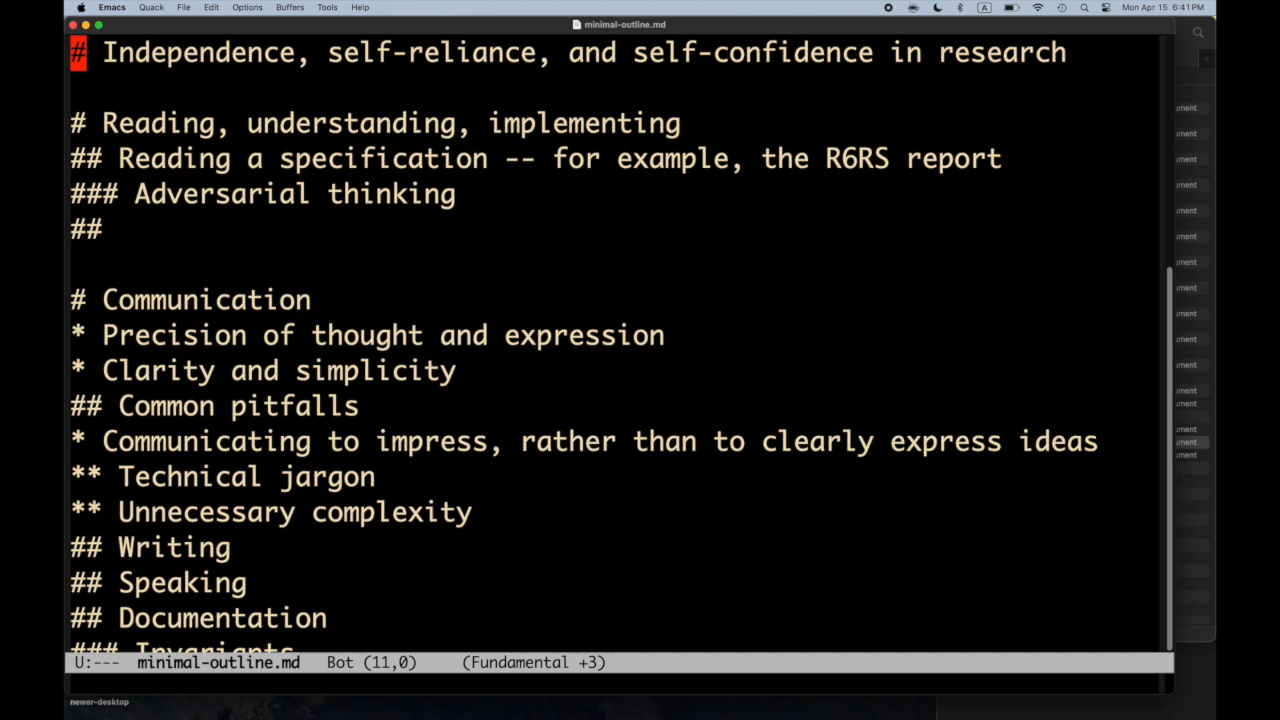 Emacs Quack File Edit Options Buffers Tools Help A Mon Apr 15 6:41 PM
minimal-outline.md
# Independence, self-reliance, and self-confidence in research
# Reading, understanding, implementing
## Reading a specification -- for example, the R6RS report
### Adversarial thinking
##
# Communication
* Precision of thought and expression
* Clarity and simplicity
## Common pitfalls
* Communicating to impress, rather than to clearly express ideas
** Technical jargon
** Unnecessary complexity
## Writing
## Speaking
## Documentation
### Invariants
U:--- minimal-outline.md Bot (11,0) (Fundamental +3)
newer-desktop